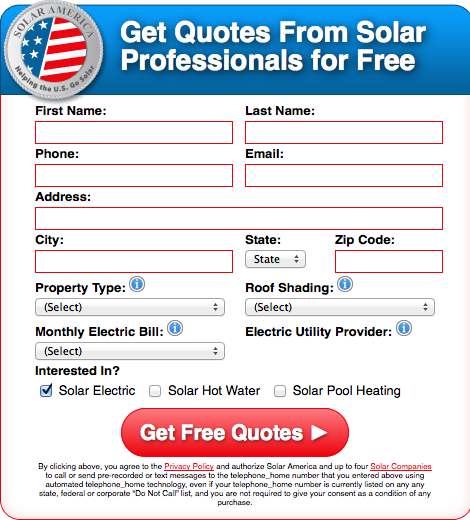 SOLAR AMERICA
Helping the U.S. Go Solar
Get Quotes From Solar
Professionals for Free
First Name: Last Name:
Phone: Email:
Address:
City: State: Zip Code:
State
Property Type: i Roof Shading: i
(Select) (Select)
Monthly Electric Bill: i Electric Utility Provider: i
(Select)
Interested In?
Solar Electric Solar Hot Water Solar Pool Heating
Get Free Quotes
By clicking above, you agree to the Privacy Policy and authorize Solar America and up to four Solar Companies
to call or send pre-recorded or text messages to the telephone_home number that you entered above using
automated telephone_home technology, even if your telephone_home number is currently listed on any any
state, federal or corporate "Do Not Call" list, and you are not required to give your consent as a condition of any
purchase.